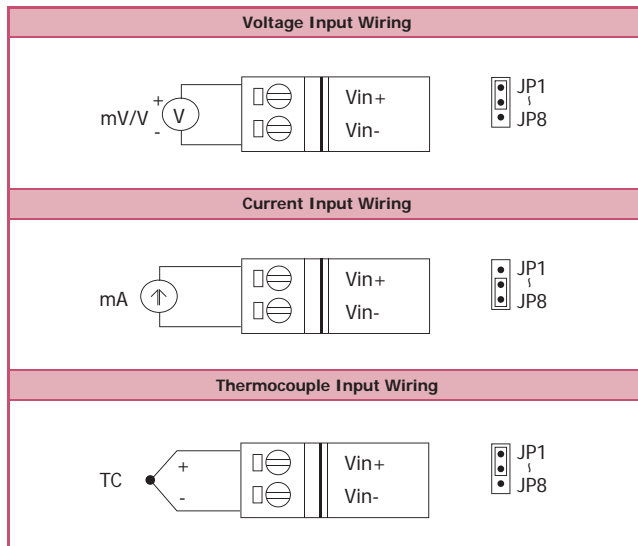 Voltage Input Wiring
mV/V
+
-
V
Vin+
Vin-
JP1
~
JP8
Current Input Wiring
mA
Vin+
Vin-
JP1
~
JP8
Thermocouple Input Wiring
TC
+
-
Vin+
Vin-
JP1
~
JP8